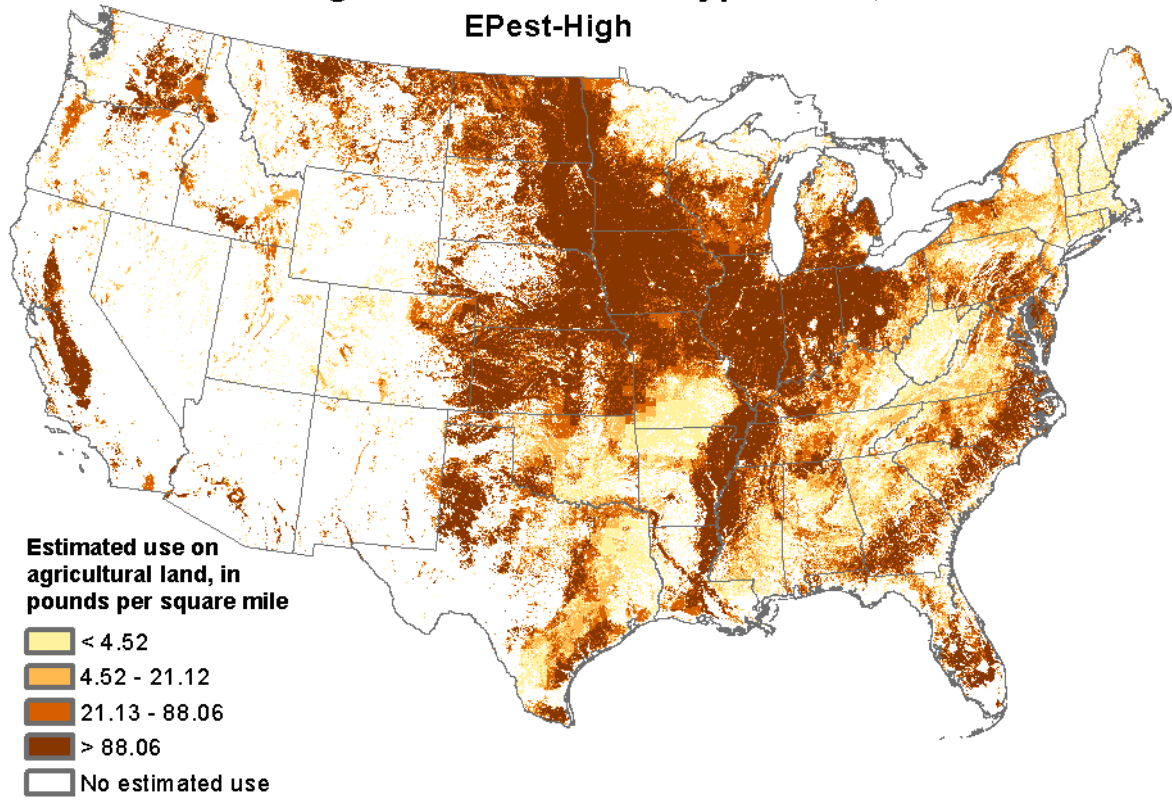 EPest-High
Estimated use on
agricultural land, in
pounds per square mile
< 4.52
4.52 - 21.12
21.13 - 88.06
> 88.06
No estimated use